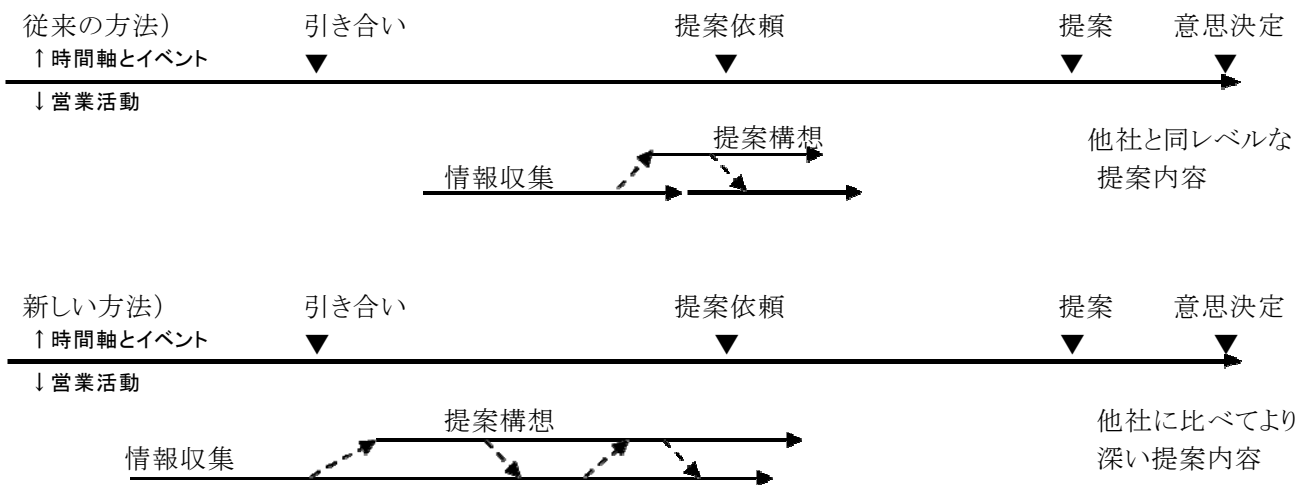 従来の方法) 引き合い 提案依頼 提案 意思決定
↑時間軸とイベント
↓営業活動
提案構想
情報収集
他社と同レベルな
提案内容
新しい方法) 引き合い 提案依頼 提案 意思決定
↑時間軸とイベント
↓営業活動
提案構想
情報収集
他社に比べてより
深い提案内容